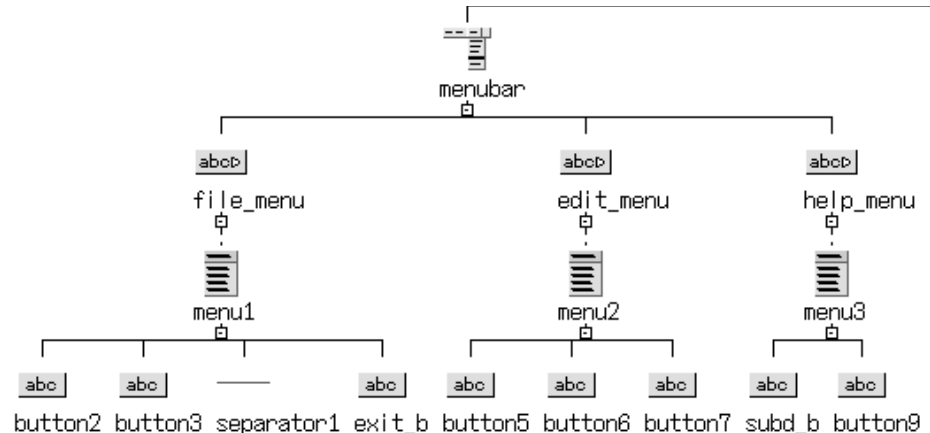 menubar
abc abc abc
file_menu edit_menu help_menu
menu1 menu2 menu3
abc abc abc abc abc abc abc abc
button2 button3 separator1 exit_b button5 button6 button7 subd_b button9